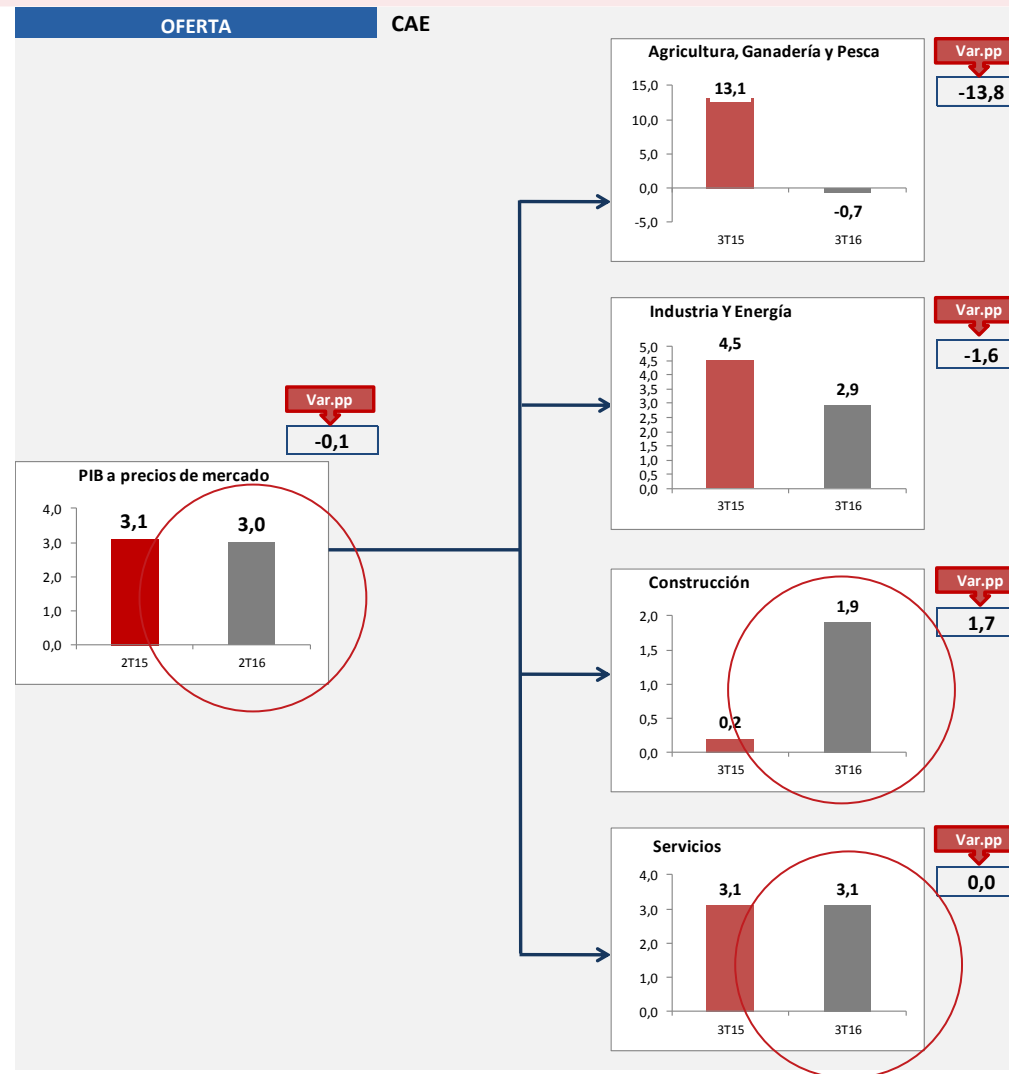 OFERTA
CAE
Agricultura, Ganadería y Pesca
15,0
10,0
5,0
0,0
-5,0
13,1
-0,7
3T15
3T16
Var.pp
-13,8
Industria Y Energía
5,0
4,5
4,0
3,5
3,0
2,5
2,0
1,5
1,0
0,5
0,0
4,5
2,9
3T15
3T16
Var.pp
-1,6
Var.pp
-0,1
PIB a precios de mercado
4,0
3,0
2,0
1,0
0,0
3,1
3,0
2T15
2T16
Construcción
2,0
1,5
1,0
0,5
0,0
0,2
1,9
3T15
3T16
Var.pp
1,7
Servicios
4,0
3,0
2,0
1,0
0,0
3,1
3,1
3T15
3T16
Var.pp
0,0